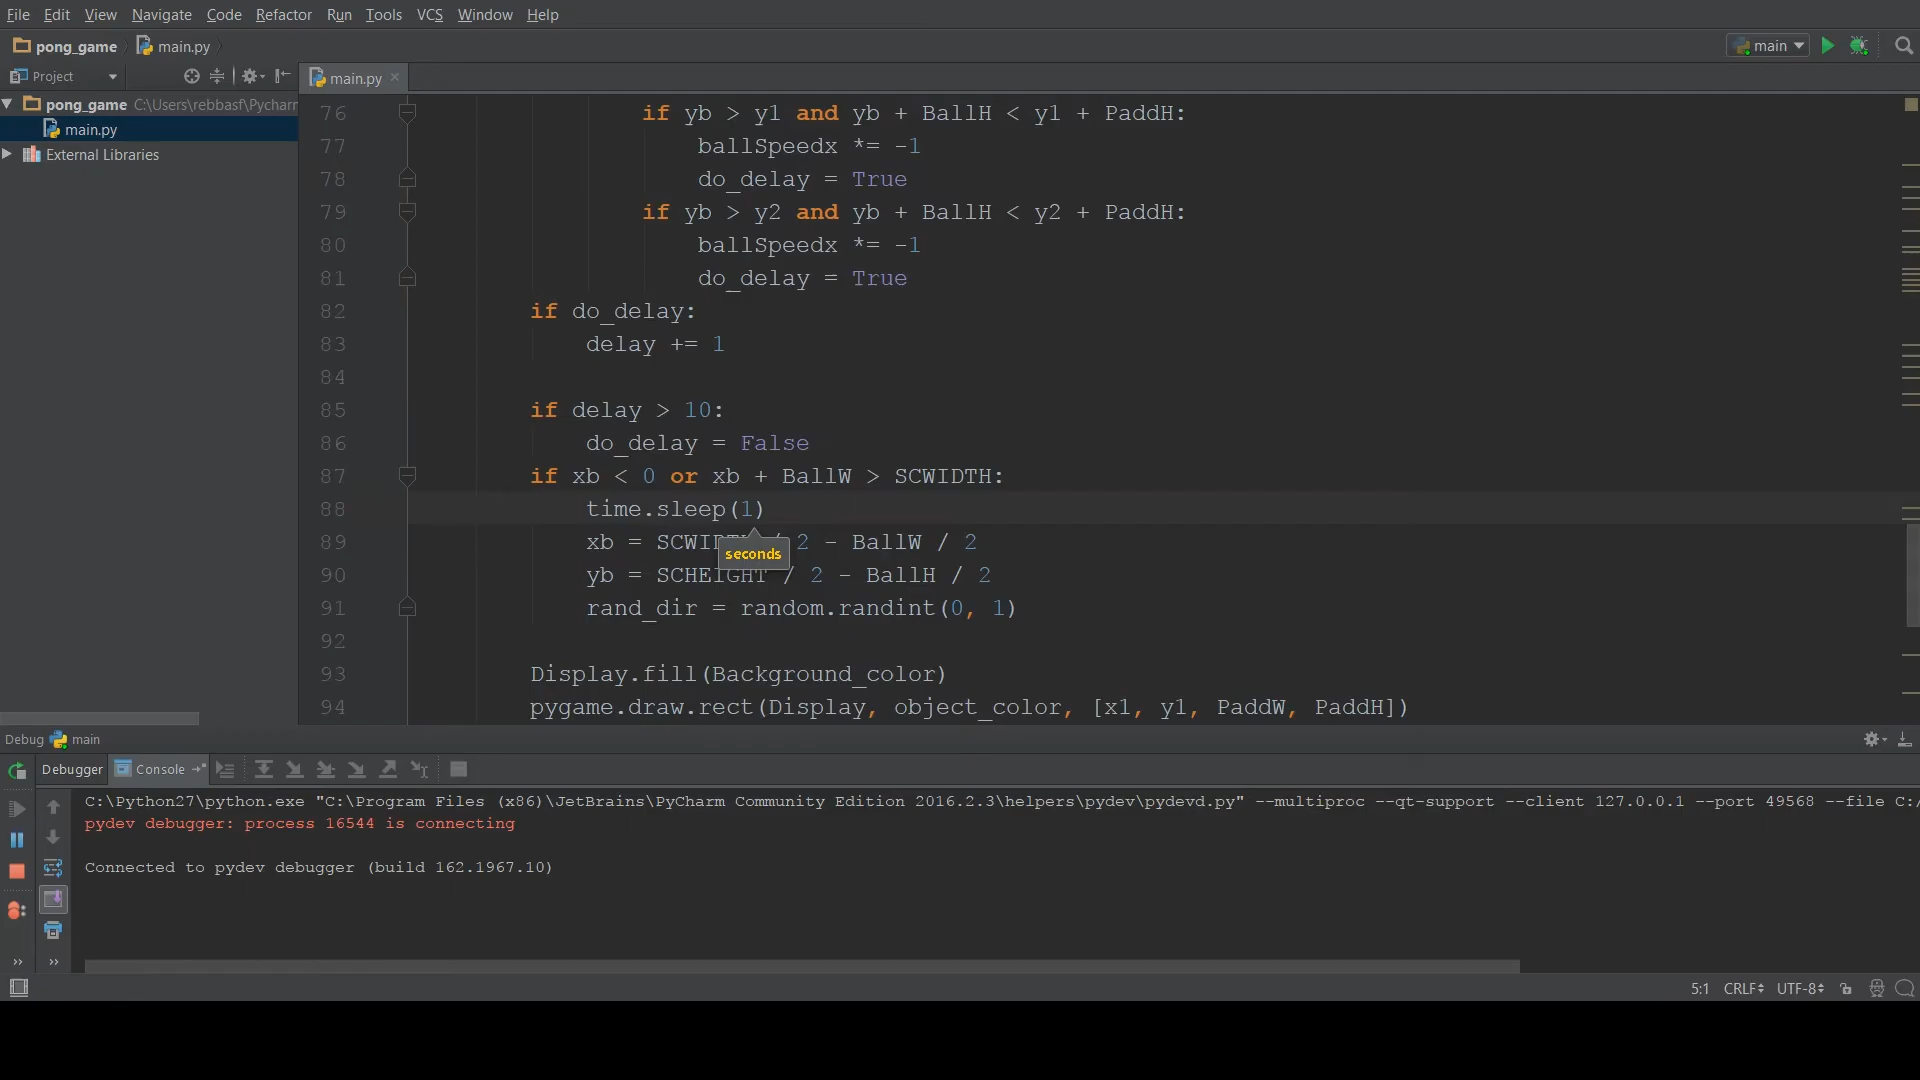 File Edit View Navigate Code Refactor Run Tools VCS Window Help
pong_game main.py main
Project main.py
pong_game C:\Users\rebbasf\Pycharm
main.py
External Libraries
76 if yb > y1 and yb + BallH < y1 + PaddH:
77 ballSpeedx *= -1
78 do_delay = True
79 if yb > y2 and yb + BallH < y2 + PaddH:
80 ballSpeedx *= -1
81 do_delay = True
82 if do_delay:
83 delay += 1
84
85 if delay > 10:
86 do_delay = False
87 if xb < 0 or xb + BallW > SCWIDTH:
88 time.sleep(1)
89 xb = SCWIDTH / 2 - BallW / 2
seconds
90 yb = SCHEIGHT / 2 - BallH / 2
91 rand_dir = random.randint(0, 1)
92
93 Display.fill(Background_color)
94 pygame.draw.rect(Display, object_color, [x1, y1, PaddW, PaddH])
Debug main
Debugger Console
C:\Python27\python.exe "C:\Program Files (x86)\JetBrains\PyCharm Community Edition 2016.2.3\helpers\pydev\pydevd.py" --multiproc --qt-support --client 127.0.0.1 --port 49568 --file C:/
pydev debugger: process 16544 is connecting
Connected to pydev debugger (build 162.1967.10)
5:1 CRLF UTF-8